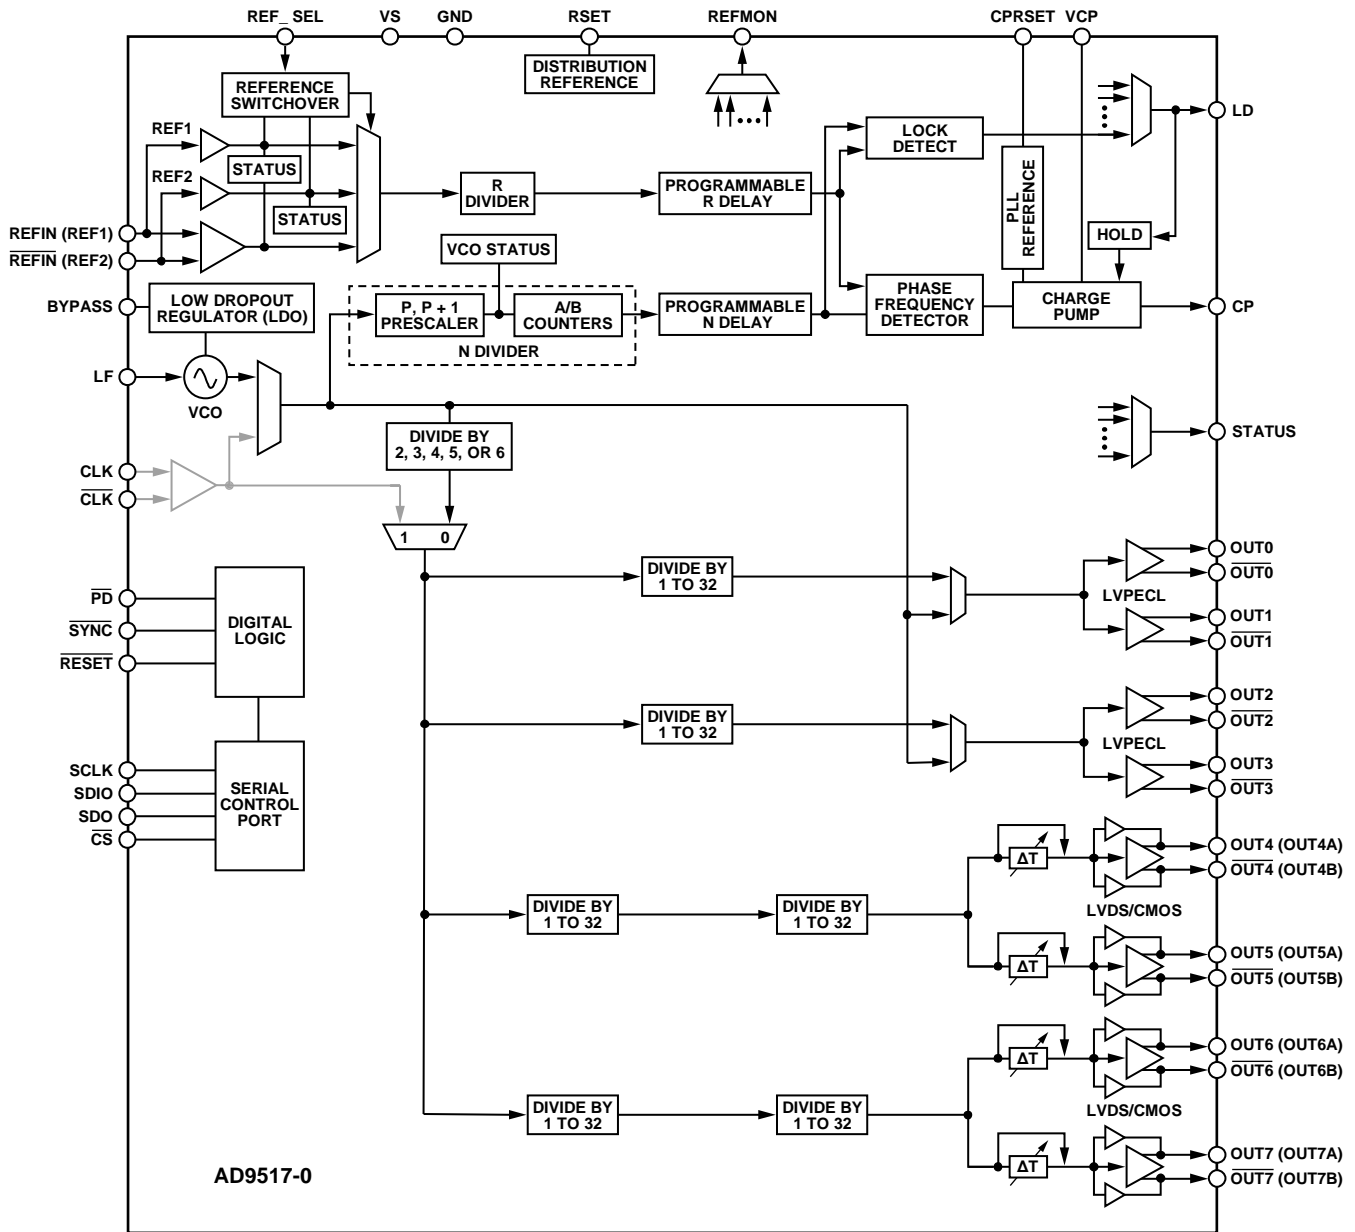 REF_ SEL
VS
GND
RSET
REFMON
CPRSET
VCP
DISTRIBUTION
REFERENCE
REFERENCE
SWITCHOVER
REF1
STATUS
REF2
STATUS
REFIN (REF1)
REFIN (REF2)
BYPASS
LOW DROPOUT
REGULATOR (LDO)
LF
VCO
R
DIVIDER
PROGRAMMABLE
R DELAY
VCO STATUS
P, P + 1
PRESCALER
A/B
COUNTERS
N DIVIDER
PROGRAMMABLE
N DELAY
LOCK
DETECT
PHASE
FREQUENCY
DETECTOR
PLL
REFERENCE
HOLD
CHARGE
PUMP
LD
CP
STATUS
CLK
CLK
DIVIDE BY
2, 3, 4, 5, OR 6
1 0
PD
SYNC
RESET
DIGITAL
LOGIC
SCLK
SDIO
SDO
CS
SERIAL
CONTROL
PORT
DIVIDE BY
1 TO 32
LVPECL
OUT0
OUT0
OUT1
OUT1
DIVIDE BY
1 TO 32
LVPECL
OUT2
OUT2
OUT3
OUT3
DIVIDE BY
1 TO 32
DIVIDE BY
1 TO 32
ΔT
ΔT
LVDS/CMOS
OUT4 (OUT4A)
OUT4 (OUT4B)
OUT5 (OUT5A)
OUT5 (OUT5B)
DIVIDE BY
1 TO 32
DIVIDE BY
1 TO 32
ΔT
ΔT
LVDS/CMOS
OUT6 (OUT6A)
OUT6 (OUT6B)
OUT7 (OUT7A)
OUT7 (OUT7B)
AD9517-0